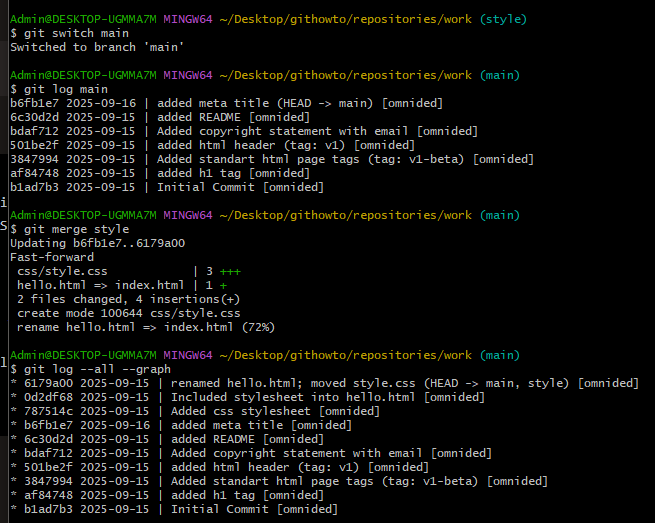 Admin@DESKTOP-UGMMA7M MINGW64 ~/Desktop/githowto/repositories/work (style)
$ git switch main
Switched to branch 'main'
Admin@DESKTOP-UGMMA7M MINGW64 ~/Desktop/githowto/repositories/work (main)
$ git log main
b6fb1e7 2025-09-16 | added meta title (HEAD -> main) [omnided]
6c30d2d 2025-09-15 | added README [omnided]
bdaf712 2025-09-15 | Added copyright statement with email [omnided]
501be2f 2025-09-15 | added html header (tag: v1) [omnided]
3847994 2025-09-15 | Added standart html page tags (tag: v1-beta) [omnided]
af84748 2025-09-15 | added h1 tag [omnided]
b1ad7b3 2025-09-15 | Initial Commit [omnided]
i
Admin@DESKTOP-UGMMA7M MINGW64 ~/Desktop/githowto/repositories/work (main)
S
$ git merge style
Updating b6fb1e7..6179a00
Fast-forward
 css/style.css            | 3 +++
 hello.html => index.html | 1 +
 2 files changed, 4 insertions(+)
 create mode 100644 css/style.css
 rename hello.html => index.html (72%)
Admin@DESKTOP-UGMMA7M MINGW64 ~/Desktop/githowto/repositories/work (main)
l
$ git log --all --graph
* 6179a00 2025-09-15 | renamed hello.html; moved style.css (HEAD -> main, style) [omnided]
* 0d2df68 2025-09-15 | Included stylesheet into hello.html [omnided]
* 787514c 2025-09-15 | Added css stylesheet [omnided]
* b6fb1e7 2025-09-16 | added meta title [omnided]
* 6c30d2d 2025-09-15 | added README [omnided]
* bdaf712 2025-09-15 | Added copyright statement with email [omnided]
* 501be2f 2025-09-15 | added html header (tag: v1) [omnided]
* 3847994 2025-09-15 | Added standart html page tags (tag: v1-beta) [omnided]
* af84748 2025-09-15 | added h1 tag [omnided]
* b1ad7b3 2025-09-15 | Initial Commit [omnided]